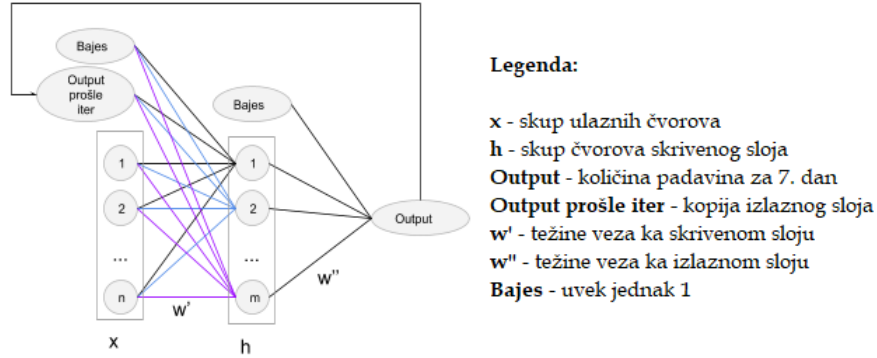 Bajes
Output
prošle
iter
Bajes
1
2
...
n
1
2
...
m
Output
w'
w"
x
h
Legenda:
x - skup ulaznih čvorova
h - skup čvorova skrivenog sloja
Output - količina padavina za 7. dan
Output prošle iter - kopija izlaznog sloja
w' - težine veza ka skrivenom sloju
w" - težine veza ka izlaznom sloju
Bajes - uvek jednak 1